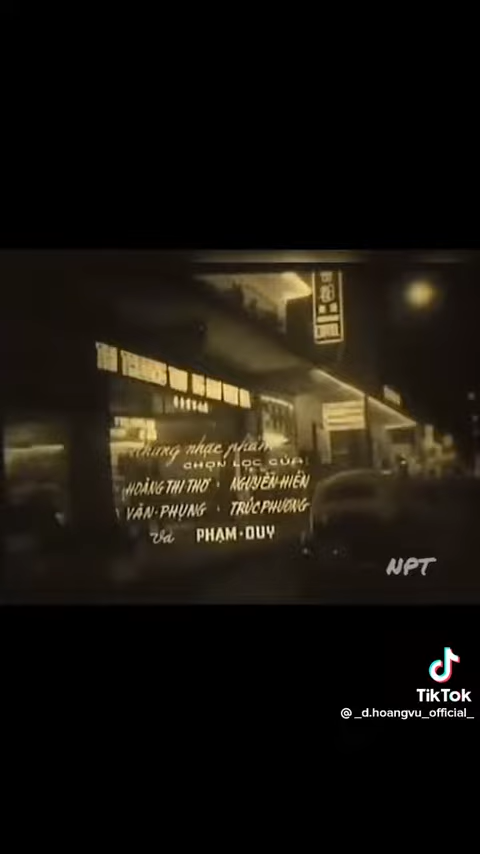 những nhạc phẩm
CHỌN LỌC CỦA:
HOÀNG THI THƠ • NGUYỄN-HIỀN
VĂN-PHỤNG • TRÚC PHƯƠNG
và PHẠM-DUY
NPT
TikTok
@_d.hoangvu_official_